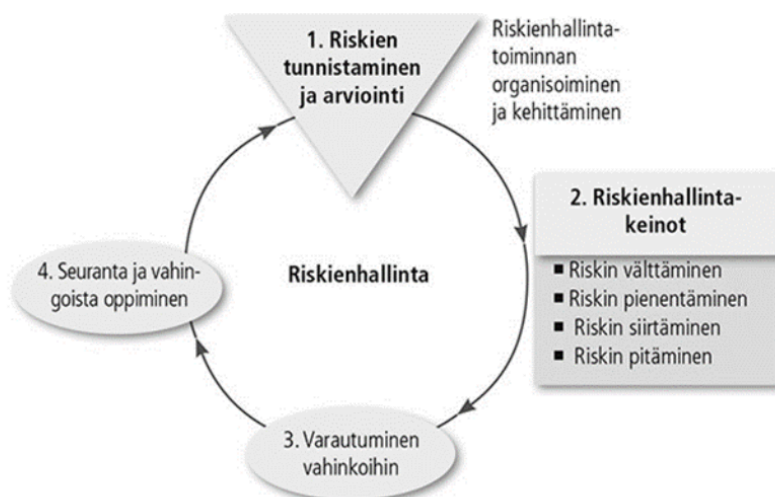 1. Riskien
tunnistaminen
ja arviointi
Riskienhallinta-
toiminnan
organisoiminen
ja kehittäminen
2. Riskienhallinta-
keinot
■ Riskin välttäminen
■ Riskin pienentäminen
■ Riskin siirtäminen
■ Riskin pitäminen
Riskienhallinta
4. Seuranta ja vahin-
goista oppiminen
3. Varautuminen
vahinkoihin